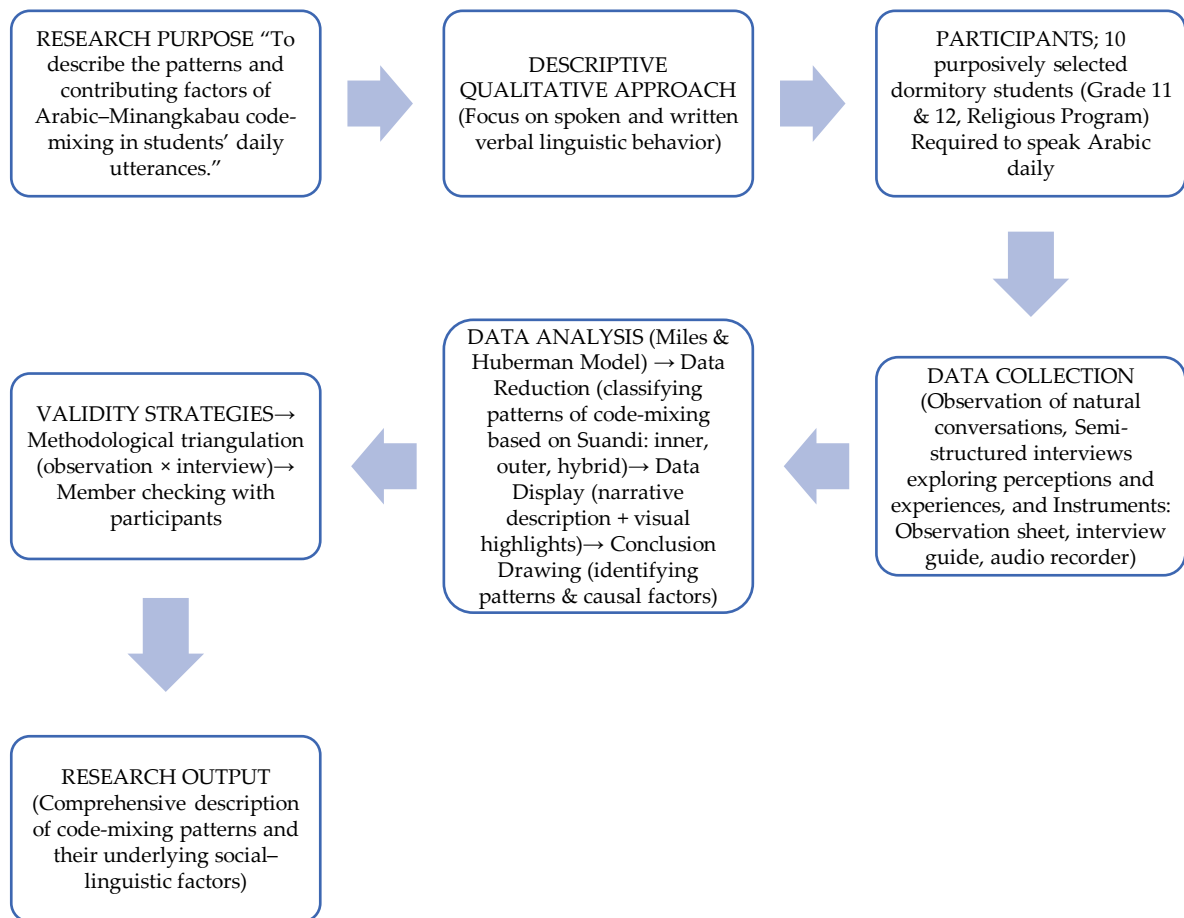 RESEARCH PURPOSE “To
describe the patterns and
contributing factors of
Arabic–Minangkabau code-
mixing in students’ daily
utterances.”
DESCRIPTIVE
QUALITATIVE APPROACH
(Focus on spoken and written
verbal linguistic behavior)
PARTICIPANTS; 10
purposively selected
dormitory students (Grade 11
& 12, Religious Program)
Required to speak Arabic
daily
DATA COLLECTION
(Observation of natural
conversations, Semi-
structured interviews
exploring perceptions and
experiences, and Instruments:
Observation sheet, interview
guide, audio recorder)
DATA ANALYSIS (Miles &
Huberman Model) → Data
Reduction (classifying
patterns of code-mixing
based on Suandi: inner,
outer, hybrid)→ Data
Display (narrative
description + visual
highlights)→ Conclusion
Drawing (identifying
patterns & causal factors)
VALIDITY STRATEGIES→
Methodological triangulation
(observation × interview)→
Member checking with
participants
RESEARCH OUTPUT
(Comprehensive description
of code-mixing patterns and
their underlying social–
linguistic factors)